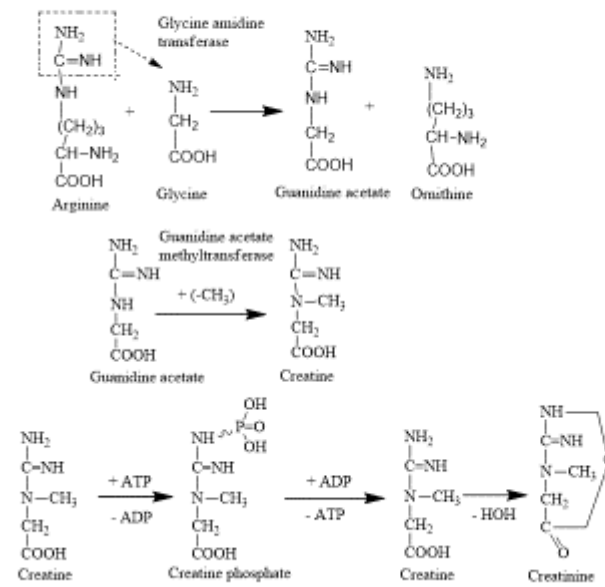 Glycine amidine
transferase
NH2
C=NH
NH
(CH2)3
CH-NH2
COOH
Arginine
+
NH2
CH2
COOH
Glycine
NH2
C=NH
NH
CH2
COOH
Guanidine acetate
+
NH2
(CH2)3
CH-NH2
COOH
Ornithine
Guanidine acetate
methyltransferase
NH2
C=NH
NH
CH2
COOH
Guanidine acetate
+ (-CH3)
NH2
C=NH
N-CH3
CH2
COOH
Creatine
NH2
C=NH
N-CH3
CH2
COOH
Creatine
+ ATP
- ADP
OH
NH P=O
OH
C=NH
N-CH3
CH2
COOH
Creatine phosphate
+ ADP
- ATP
NH2
C=NH
N-CH3
CH2
COOH
Creatine
- HOH
NH
C=NH
N-CH3
CH2
C
O
Creatinine